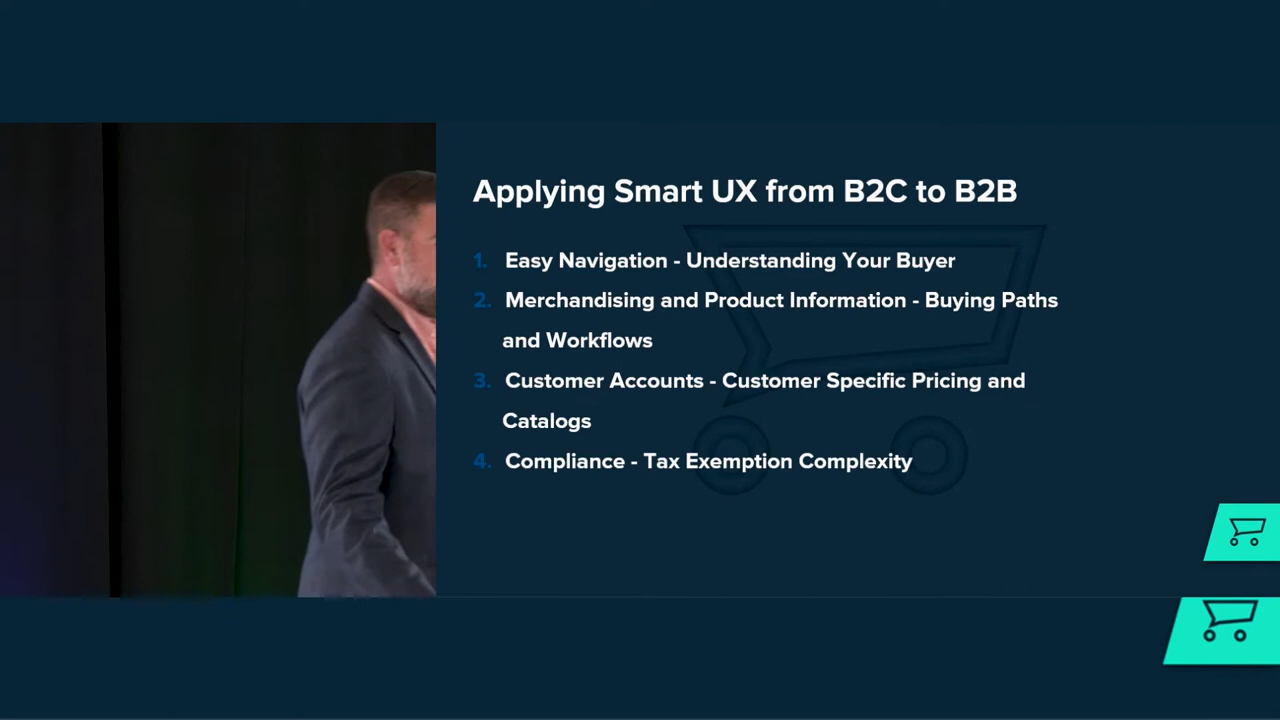 Applying Smart UX from B2C to B2B
1. Easy Navigation - Understanding Your Buyer
2. Merchandising and Product Information - Buying Paths
and Workflows
3. Customer Accounts - Customer Specific Pricing and
Catalogs
4. Compliance - Tax Exemption Complexity